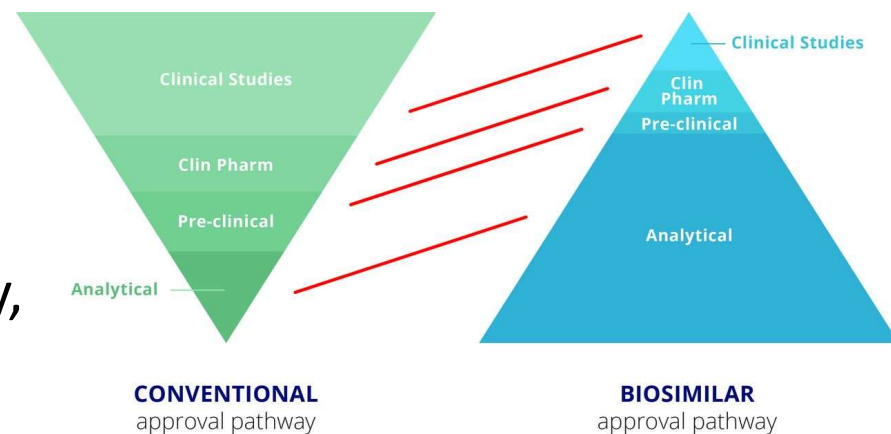 Clinical Studies
Clin Pharm
Pre-clinical
Analytical
CONVENTIONAL
approval pathway
Clinical Studies
Clin
Pharm
Pre-clinical
Analytical
BIOSIMILAR
approval pathway